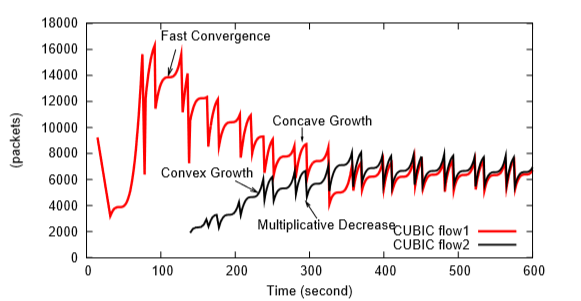 18000
16000
14000
12000
10000
8000
6000
4000
2000
0
(packets)
Fast Convergence
Concave Growth
Convex Growth
Multiplicative Decrease
CUBIC flow1
CUBIC flow2
0 100 200 300 400 500 600
Time (second)